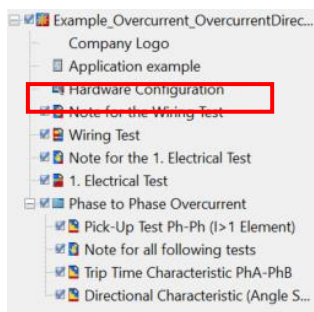 Example_Overcurrent_OvercurrentDirec...
Company Logo
Application example
Hardware Configuration
Note for the Wiring Test
Wiring Test
Note for the 1. Electrical Test
1. Electrical Test
Phase to Phase Overcurrent
Pick-Up Test Ph-Ph (I>1 Element)
Note for all following tests
Trip Time Characteristic PhA-PhB
Directional Characteristic (Angle S...